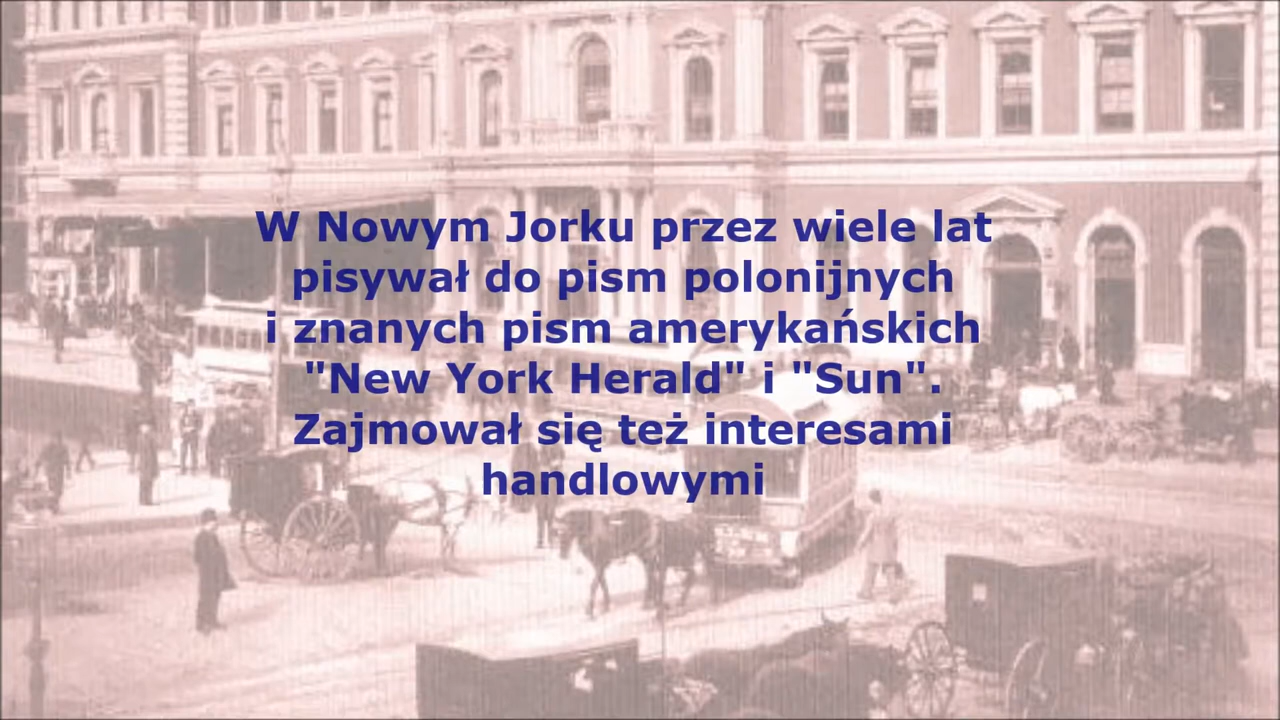 W Nowym Jorku przez wiele lat
pisywał do pism polonijnych
i znanych pism amerykańskich
"New York Herald" i "Sun".
Zajmował się też interesami
handlowymi